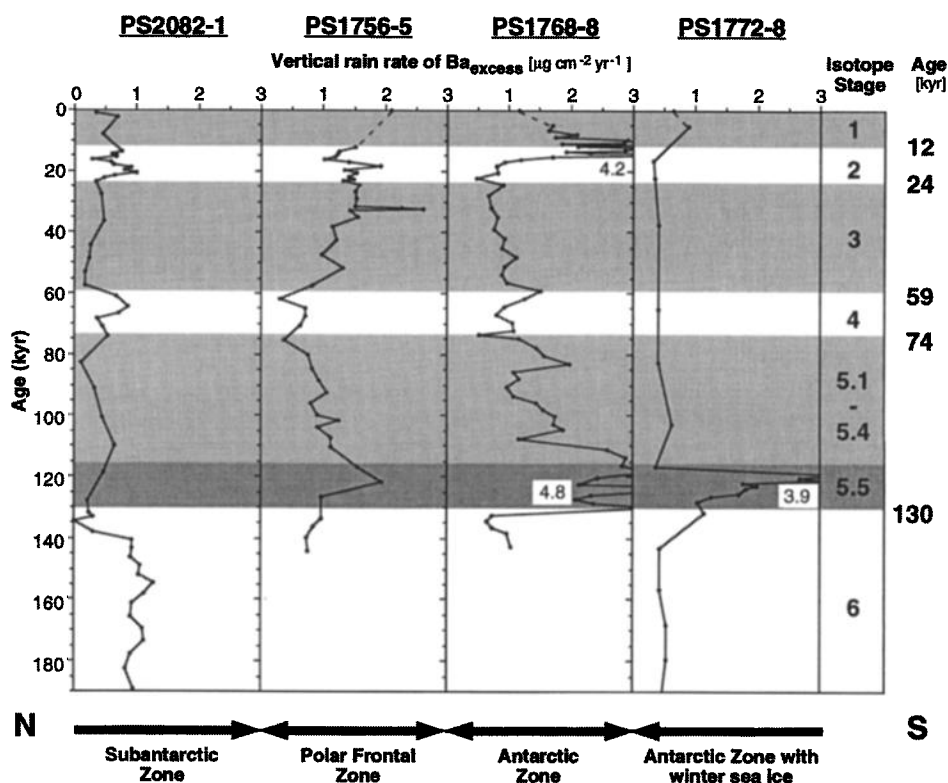 PS2082-1 PS1756-5 PS1768-8 PS1772-8
Vertical rain rate of Ba_excess [µg cm⁻² yr⁻¹]
Isotope Stage
Age [kyr]
0 1 2 3 1 2 3 1 2 3 1 2 3
Age (kyr)
0
20
40
60
80
100
120
140
160
180
4.2
4.8
3.9
1
12
2
24
3
59
4
74
5.1
-
5.4
5.5
130
6
N S
Subantarctic Zone
Polar Frontal Zone
Antarctic Zone
Antarctic Zone with winter sea ice